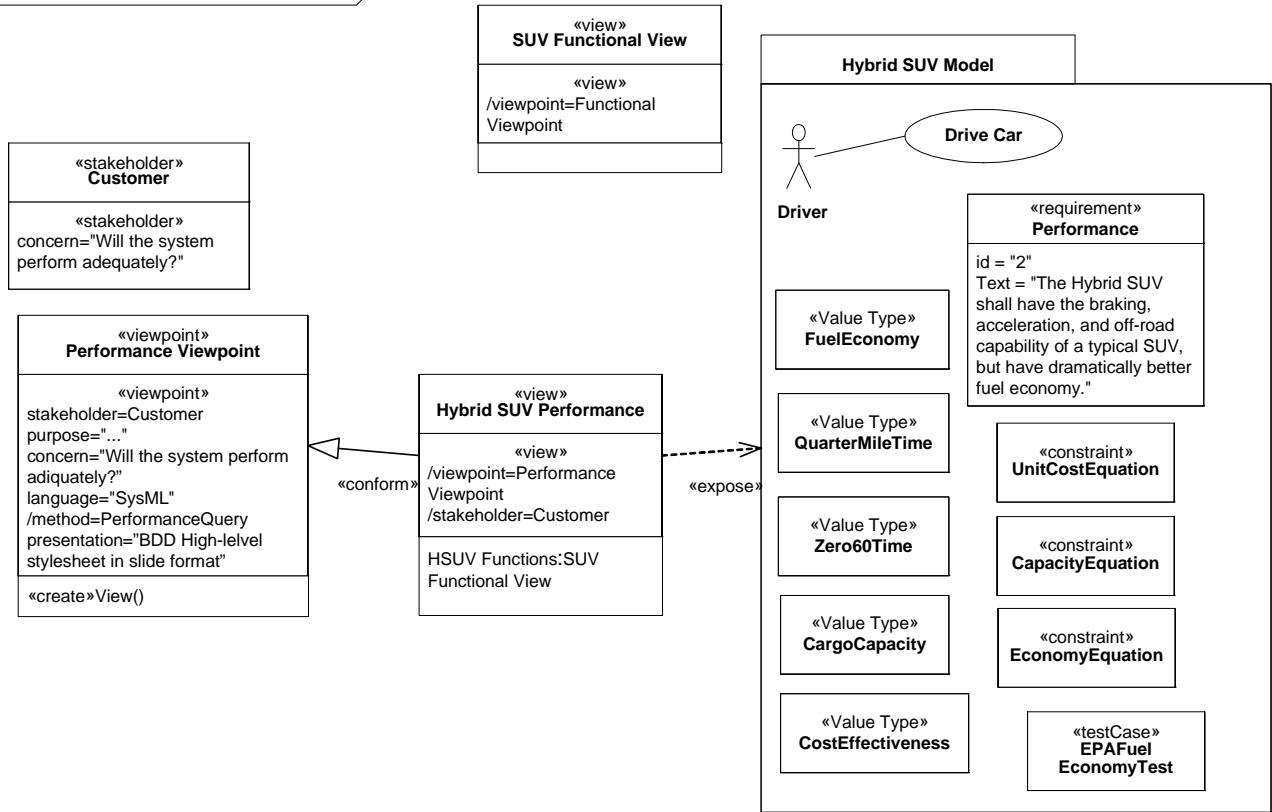 «view»
SUV Functional View
«view»
/viewpoint=Functional
Viewpoint
«stakeholder»
Customer
«stakeholder»
concern="Will the system
perform adequately?"
«viewpoint»
Performance Viewpoint
«viewpoint»
stakeholder=Customer
purpose="..."
concern="Will the system perform
adiquately?”
language="SysML"
/method=PerformanceQuery
presentation=”BDD High-lelvel
stylesheet in slide format”
«create»View()
«conform»
«view»
Hybrid SUV Performance
«view»
/viewpoint=Performance
Viewpoint
/stakeholder=Customer
HSUV Functions:SUV
Functional View
«expose»
Hybrid SUV Model
Drive Car
Driver
«requirement»
Performance
id = "2"
Text = "The Hybrid SUV
shall have the braking,
acceleration, and off-road
capability of a typical SUV,
but have dramatically better
fuel economy."
«Value Type»
FuelEconomy
«Value Type»
QuarterMileTime
«Value Type»
Zero60Time
«Value Type»
CargoCapacity
«Value Type»
CostEffectiveness
«constraint»
UnitCostEquation
«constraint»
CapacityEquation
«constraint»
EconomyEquation
«testCase»
EPAFuel
EconomyTest